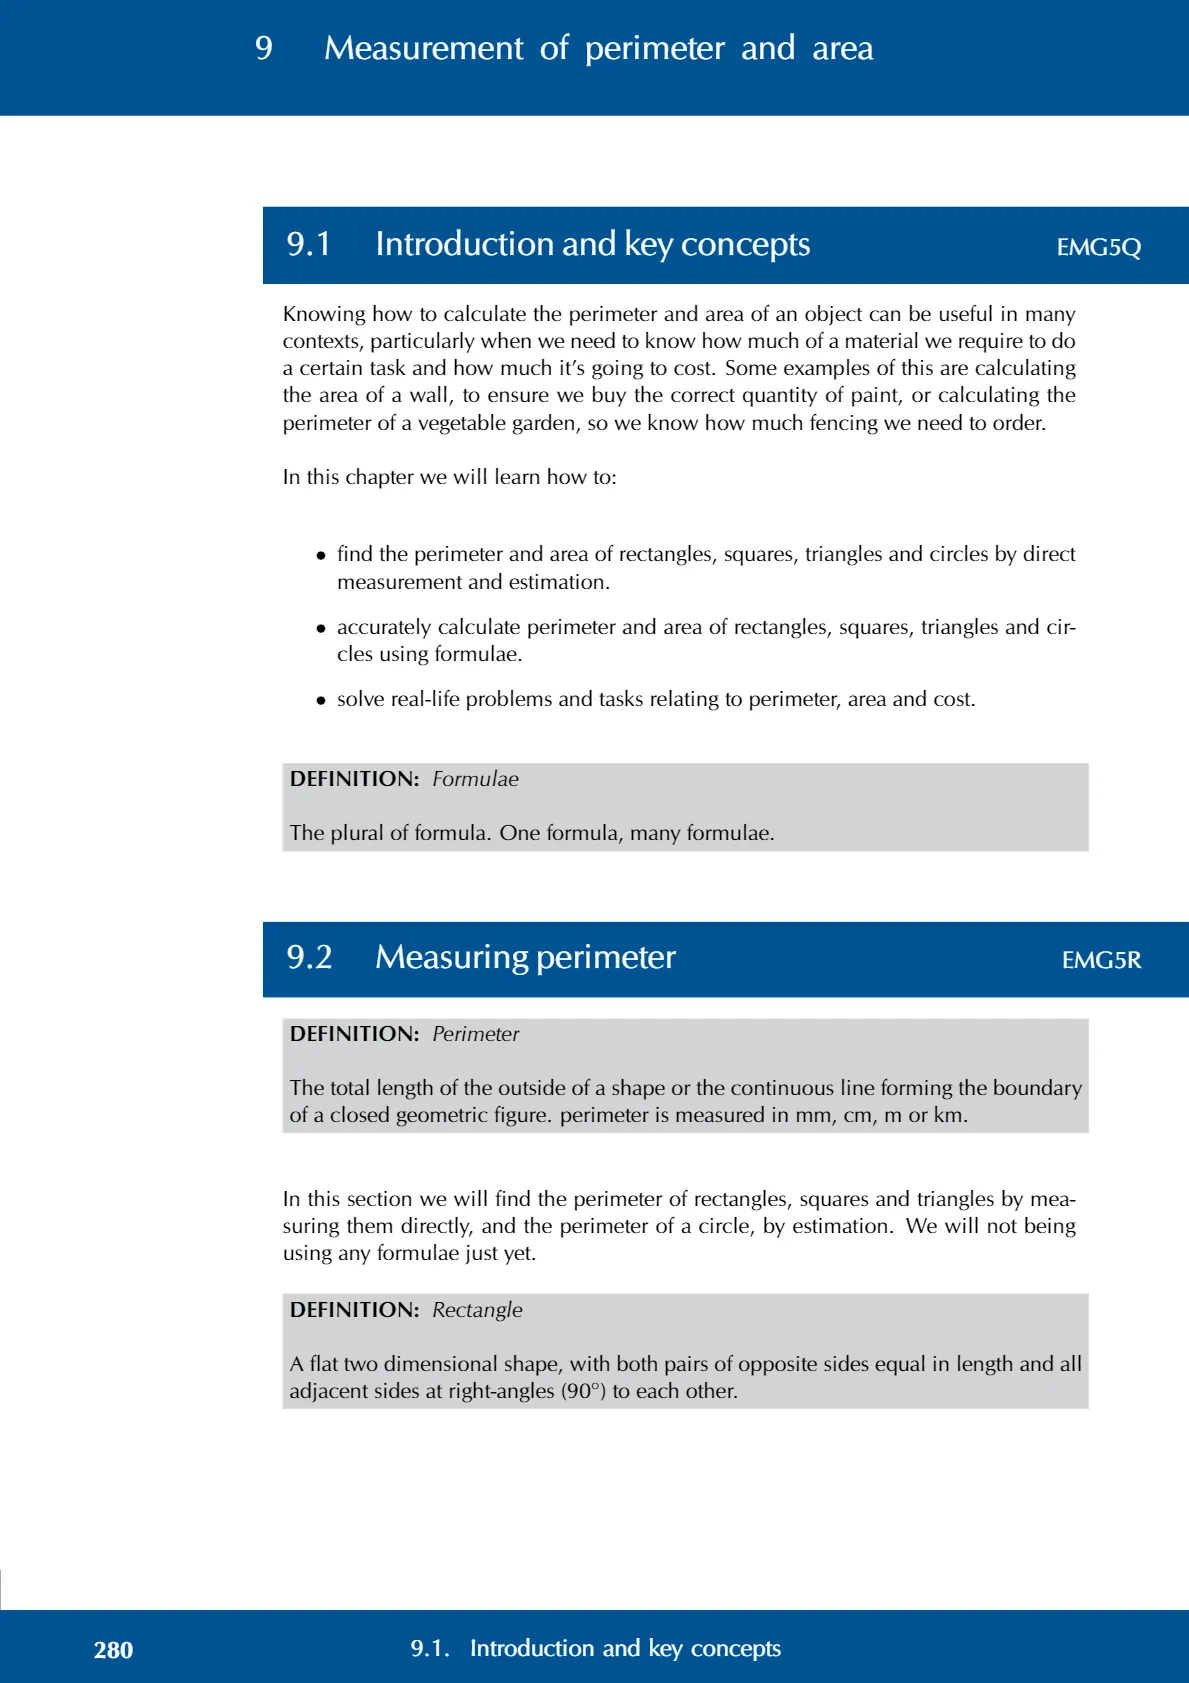 9 Measurement of perimeter and area
9.1 Introduction and key concepts EMG5Q
Knowing how to calculate the perimeter and area of an object can be useful in many
contexts, particularly when we need to know how much of a material we require to do
a certain task and how much it's going to cost. Some examples of this are calculating
the area of a wall, to ensure we buy the correct quantity of paint, or calculating the
perimeter of a vegetable garden, so we know how much fencing we need to order.
In this chapter we will learn how to:
• find the perimeter and area of rectangles, squares, triangles and circles by direct
measurement and estimation.
• accurately calculate perimeter and area of rectangles, squares, triangles and cir-
cles using formulae.
• solve real-life problems and tasks relating to perimeter, area and cost.
DEFINITION: Formulae
The plural of formula. One formula, many formulae.
9.2 Measuring perimeter EMG5R
DEFINITION: Perimeter
The total length of the outside of a shape or the continuous line forming the boundary
of a closed geometric figure. perimeter is measured in mm, cm, m or km.
In this section we will find the perimeter of rectangles, squares and triangles by mea-
suring them directly, and the perimeter of a circle, by estimation. We will not being
using any formulae just yet.
DEFINITION: Rectangle
A flat two dimensional shape, with both pairs of opposite sides equal in length and all
adjacent sides at right-angles (90°) to each other.
280 9.1. Introduction and key concepts